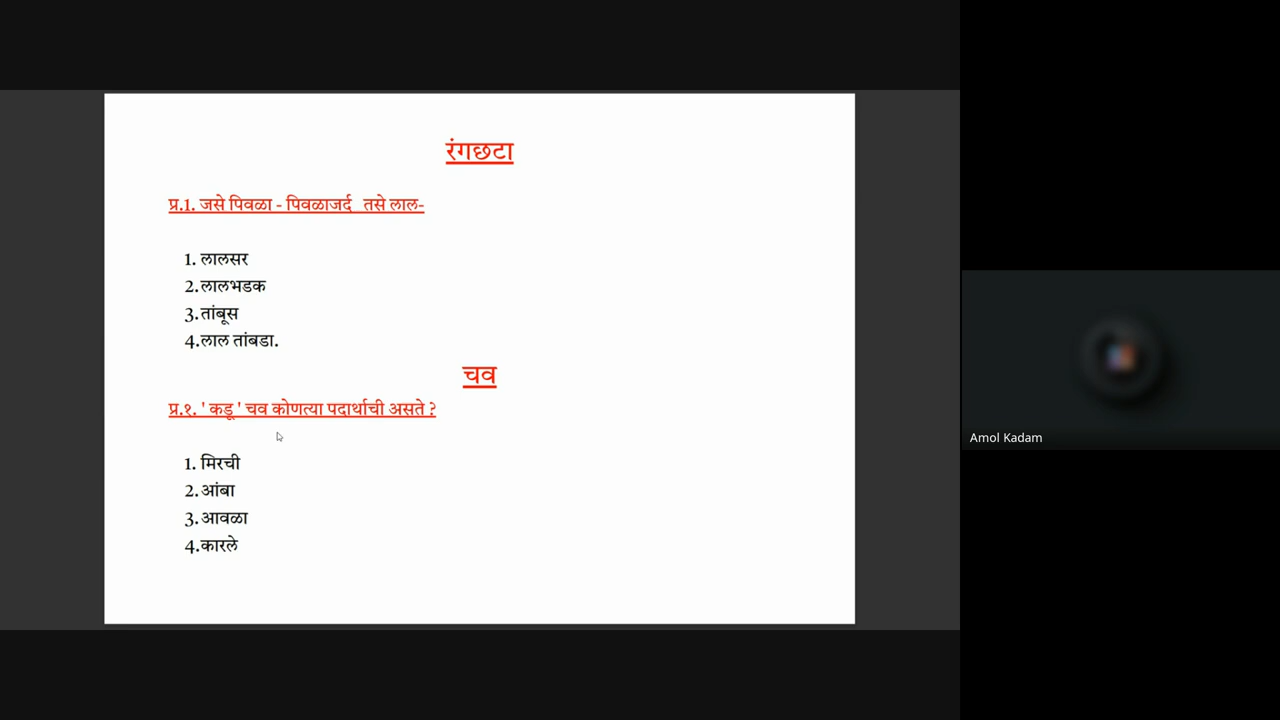 रंगछटा
प्र.1. जसे पिवळा - पिवळाजर्द तसे लाल-
1. लालसर
2. लालभडक
3. तांबूस
4. लाल तांबडा.
चव
प्र.१. ' कडू ' चव कोणत्या पदार्थाची असते ?
1. मिरची
2. आंबा
3. आवळा
4. कारले
Amol Kadam